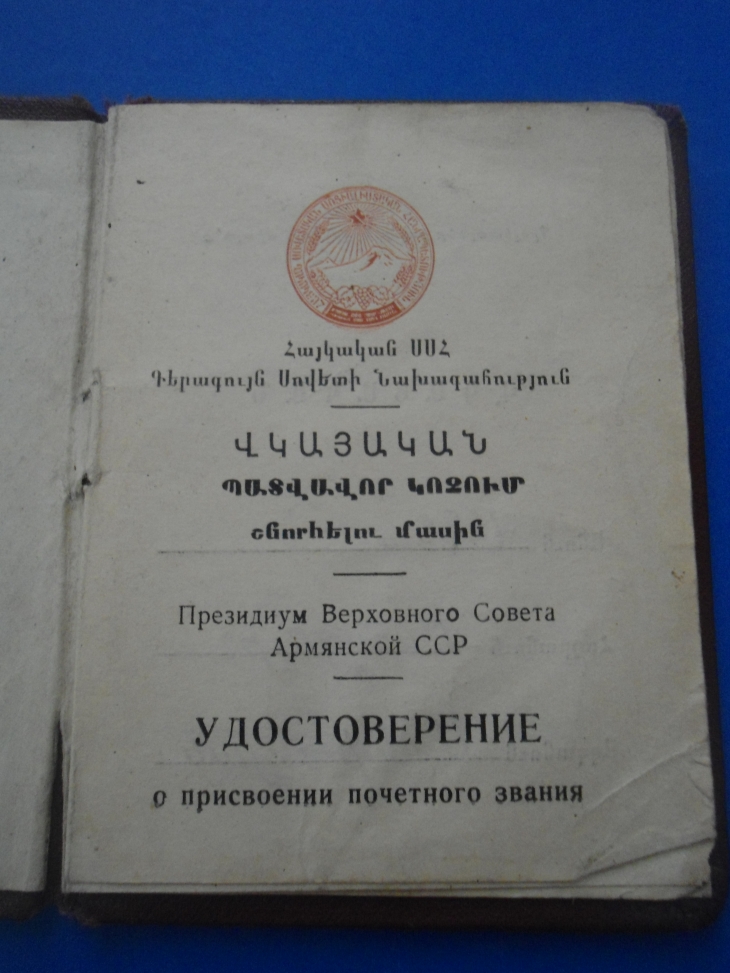 Հայկական ՍՍՀ
Գերագույն Սովետի Նախագահություն
ՎԿԱՅԱԿԱՆ
ՊԱՏՎԱՎՈՐ ԿՈՉՈՒՄ
շնորհելու մասին
Президиум Верховного Совета
Армянской ССР
УДОСТОВЕРЕНИЕ
о присвоении почетного звания